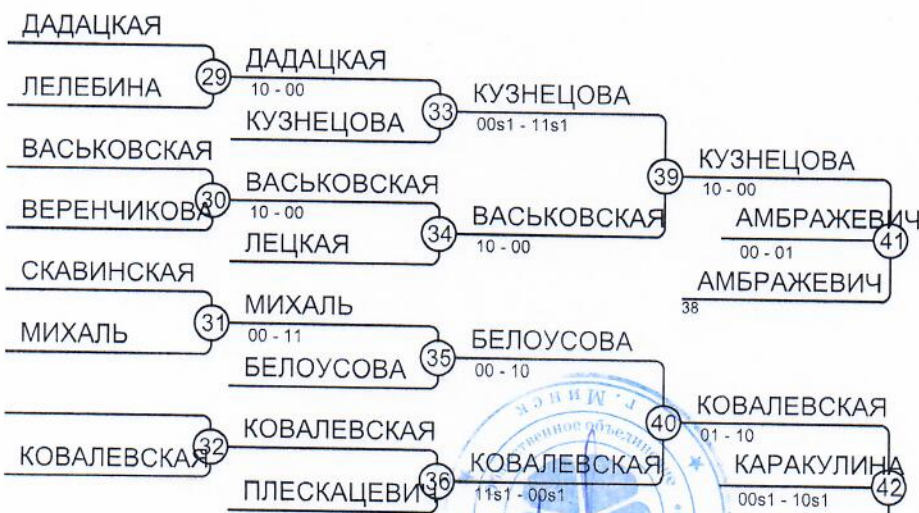 ДАДАЦКАЯ
ЛЕЛЕБИНА
29
ДАДАЦКАЯ
10 - 00
КУЗНЕЦОВА
33
КУЗНЕЦОВА
00s1 - 11s1
ВАСЬКОВСКАЯ
ВЕРЕНЧИКОВА
30
ВАСЬКОВСКАЯ
10 - 00
ЛЕЦКАЯ
34
ВАСЬКОВСКАЯ
10 - 00
39
КУЗНЕЦОВА
10 - 00
АМБРАЖЕВИЧ
00 - 01
41
АМБРАЖЕВИЧ
38
СКАВИНСКАЯ
МИХАЛЬ
31
МИХАЛЬ
00 - 11
БЕЛОУСОВА
35
БЕЛОУСОВА
00 - 10
КОВАЛЕВСКАЯ
32
КОВАЛЕВСКАЯ
ПЛЕСКАЦЕВИЧ
36
КОВАЛЕВСКАЯ
11s1 - 00s1
40
КОВАЛЕВСКАЯ
01 - 10
КАРАКУЛИНА
00s1 - 10s1
42
г. Минск